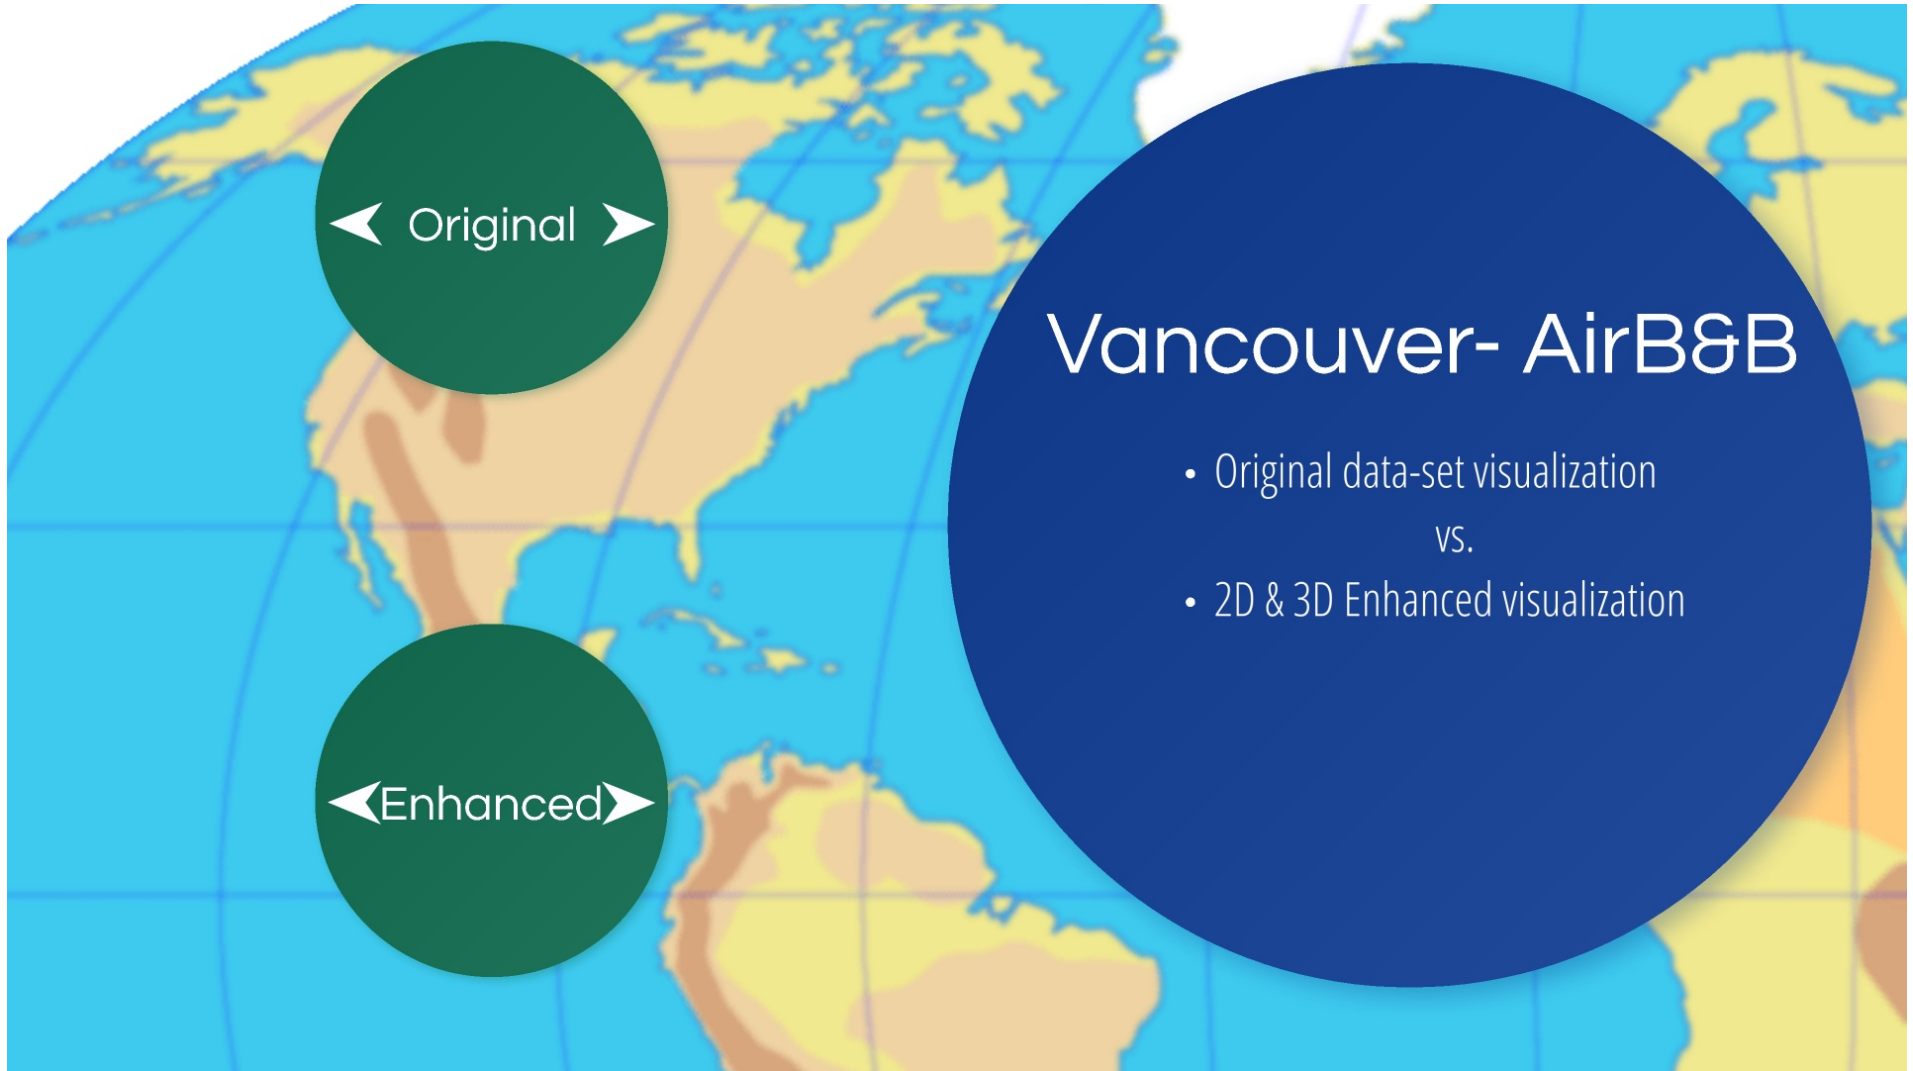 Original
Vancouver- AirB&B
• Original data-set visualization
vs.
• 2D & 3D Enhanced visualization
Enhanced